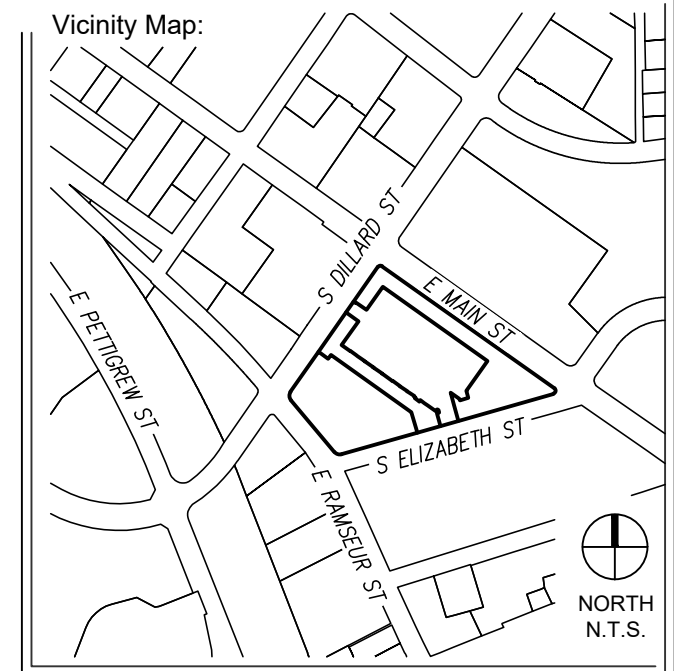 Vicinity Map:
S DILLARD ST
E MAIN ST
E PETTIGREW ST
S ELIZABETH ST
E RAMSEUR ST
NORTH
N.T.S.